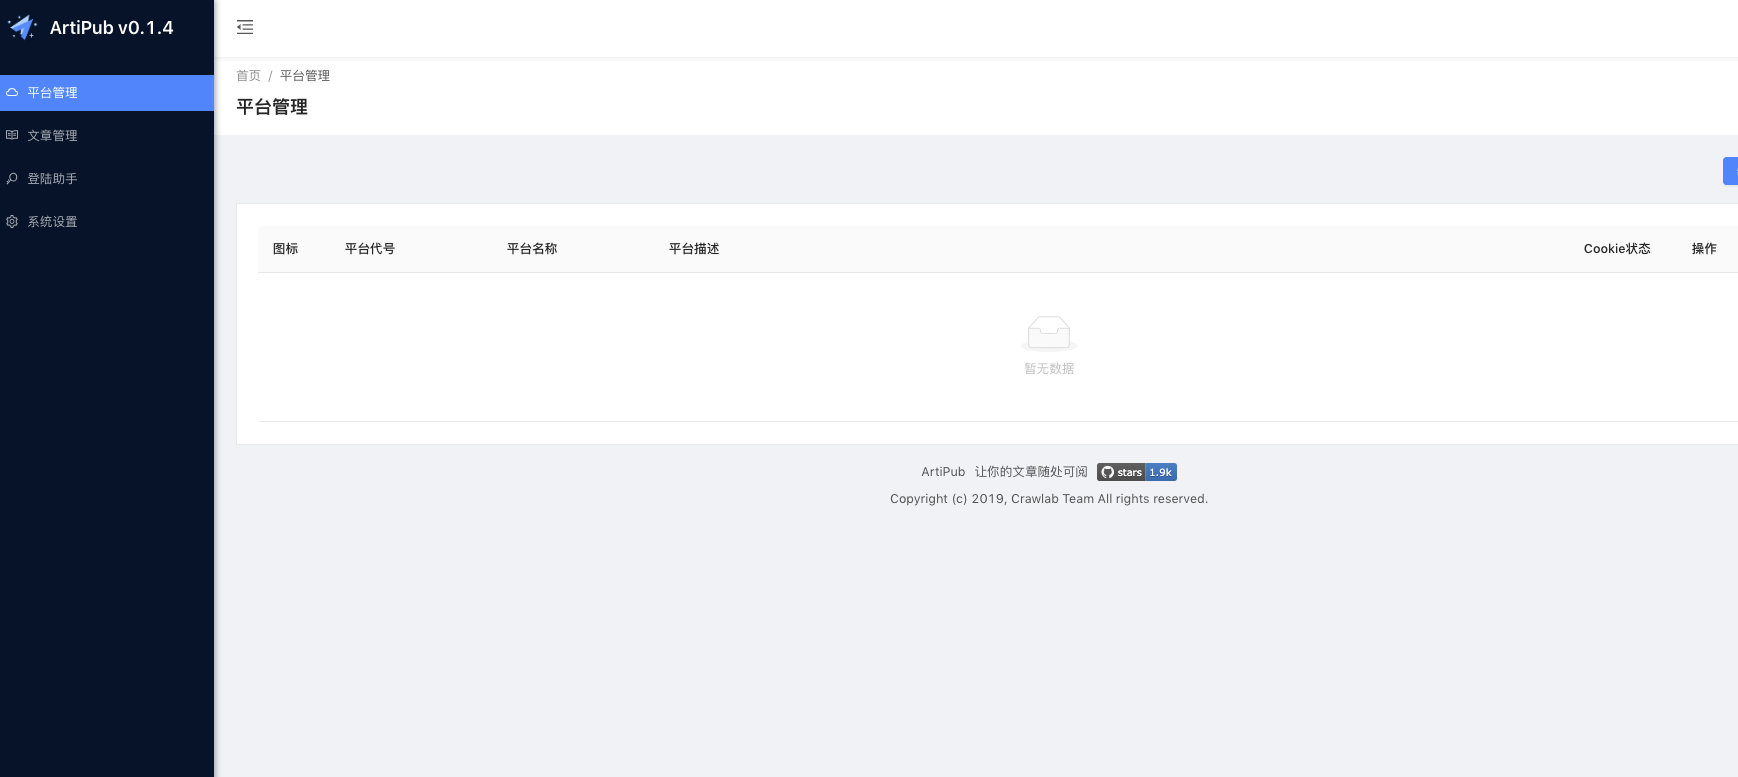 ArtiPub v0.1.4
平台管理
文章管理
登陆助手
系统设置
首页 / 平台管理
平台管理
图标 平台代号 平台名称 平台描述 Cookie状态 操作
暂无数据
ArtiPub 让你的文章随处可阅 stars 1.9k
Copyright (c) 2019, Crawlab Team All rights reserved.